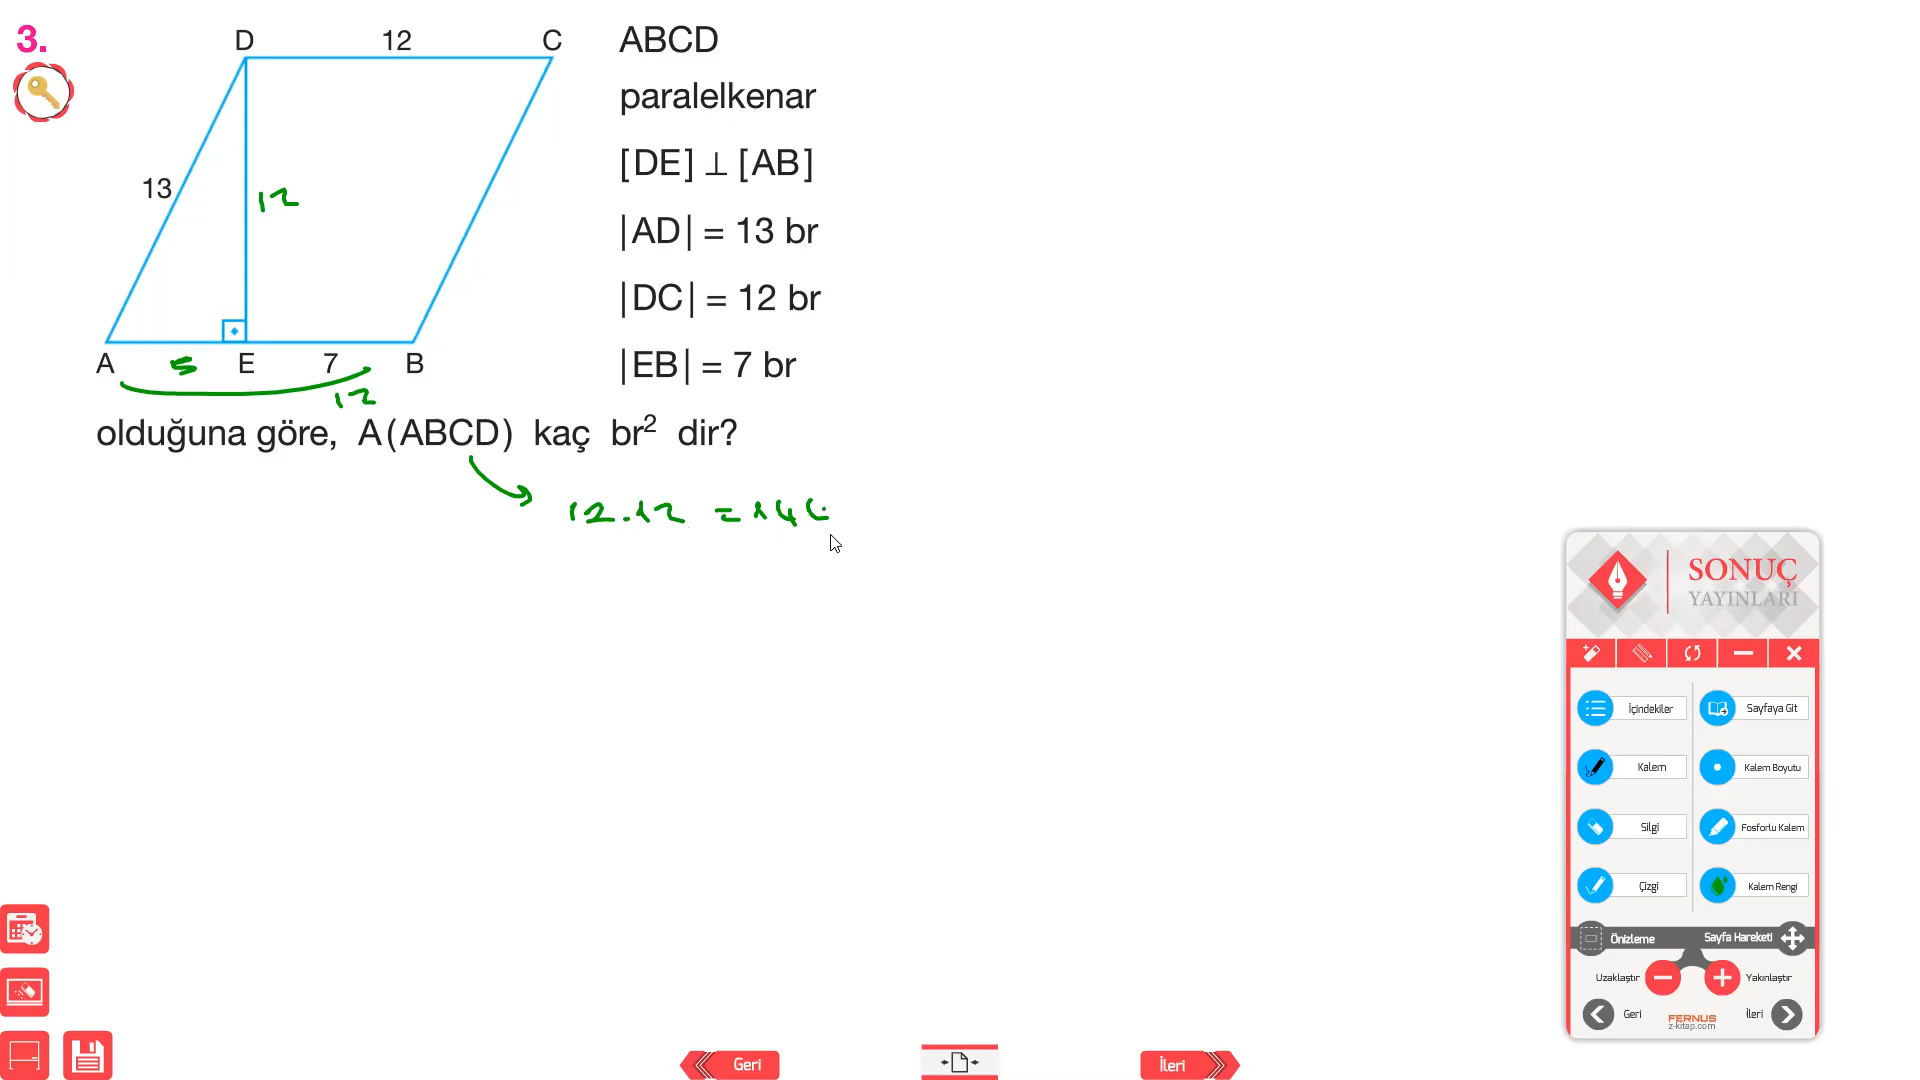 3.
D 12 C
13
12
A 5 E 7 B
12
ABCD
paralelkenar
[DE] ⊥ [AB]
|AD| = 13 br
|DC| = 12 br
|EB| = 7 br
olduğuna göre, A(ABCD) kaç br² dir?
12.12 = 144
SONUÇ
YAYINLARI
İçindekiler
Sayfaya Git
Kalem
Kalem Boyutu
Silgi
Fosforlu Kalem
Çizgi
Kalem Rengi
Önizleme
Sayfa Hareketi
Uzaklaştır
Yakınlaştır
Geri
FERNUS
z-kitap.com
İleri
Geri
İleri